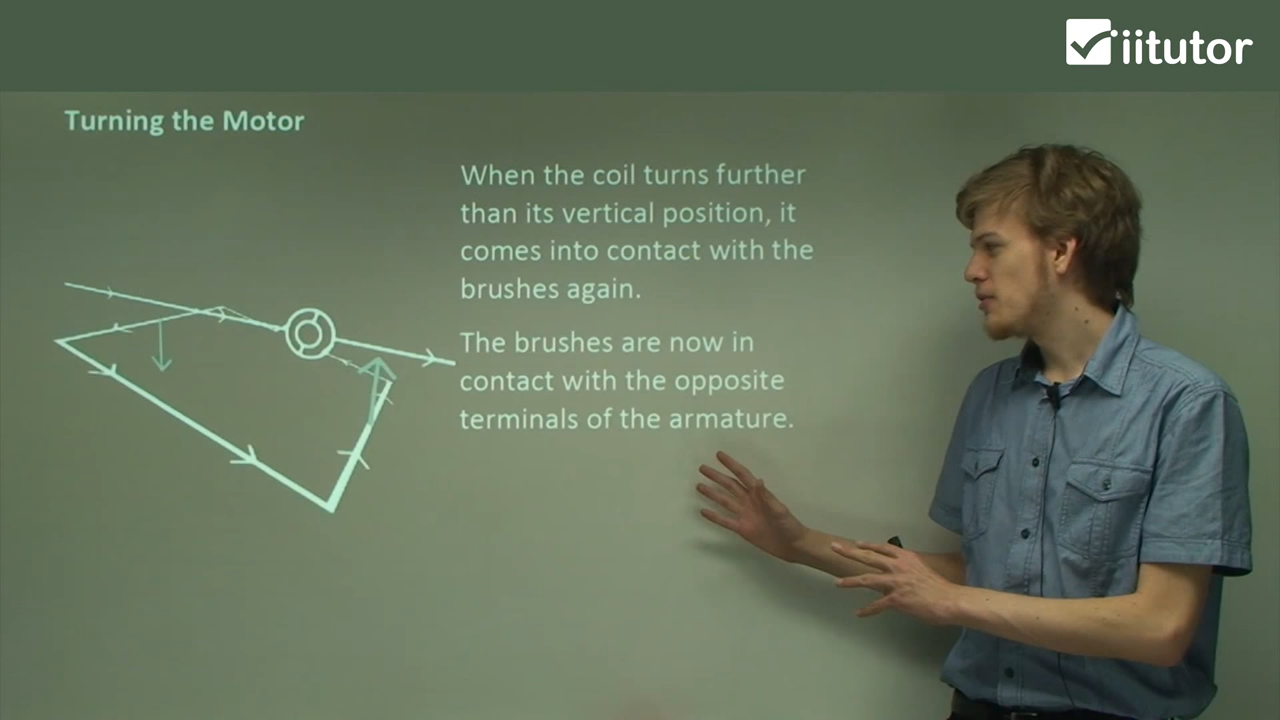 iitutor
Turning the Motor
When the coil turns further
than its vertical position, it
comes into contact with the
brushes again.
The brushes are now in
contact with the opposite
terminals of the armature.